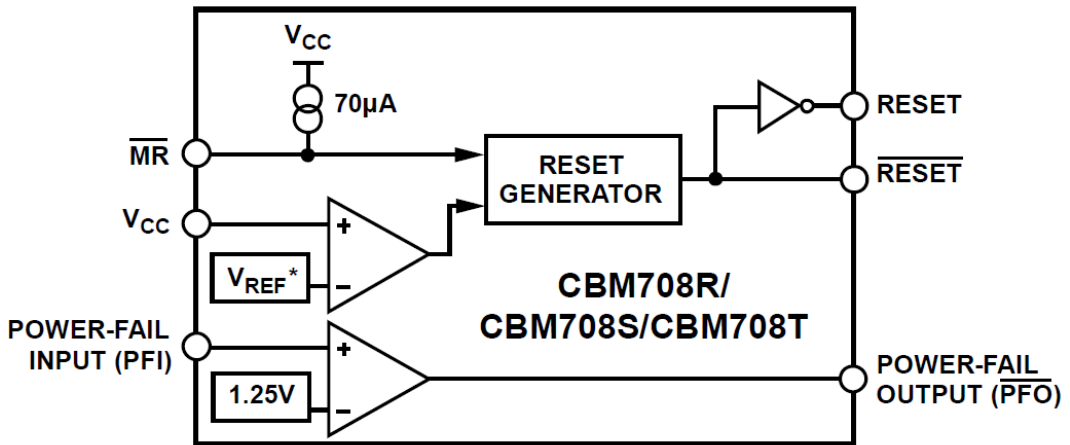 VCC
70µA
MR
RESET
GENERATOR
RESET
RESET
VCC
+
VREF*
−
CBM708R/
CBM708S/CBM708T
POWER-FAIL
INPUT (PFI)
+
1.25V
−
POWER-FAIL
OUTPUT (PFO)